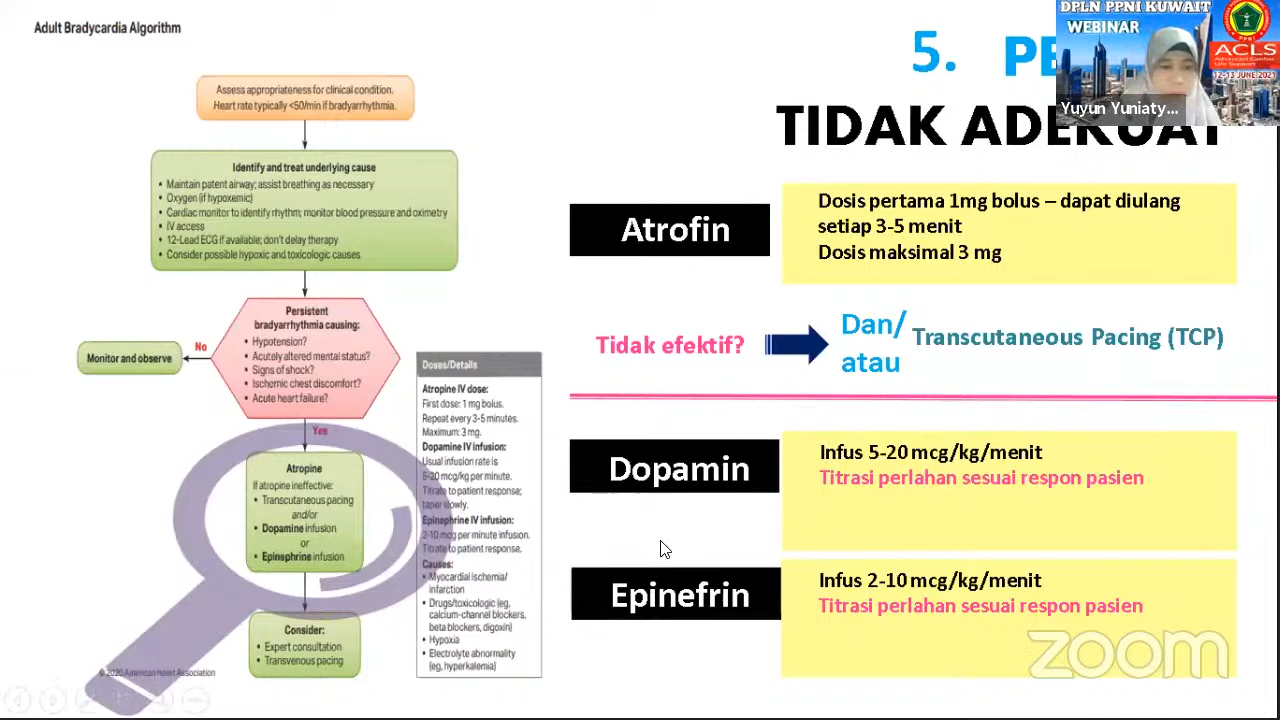 Adult Bradycardia Algorithm
Assess appropriateness for clinical condition.
Heart rate typically <50/min if bradyarrhythmia.
Identify and treat underlying cause
• Maintain patent airway; assist breathing as necessary
• Oxygen (if hypoxemic)
• Cardiac monitor to identify rhythm; monitor blood pressure and oximetry
• IV access
• 12-Lead ECG if available; don't delay therapy
• Consider possible hypoxic and toxicologic causes
Persistent
bradyarrhythmia causing:
• Hypotension?
• Acutely altered mental status?
• Signs of shock?
• Ischemic chest discomfort?
• Acute heart failure?
No
Monitor and observe
Yes
Atropine
If atropine ineffective:
• Transcutaneous pacing
and/or
• Dopamine infusion
or
• Epinephrine infusion
Consider:
• Expert consultation
• Transvenous pacing
© 2020 American Heart Association
Doses/Details
Atropine IV dose:
First dose: 1 mg bolus.
Repeat every 3-5 minutes.
Maximum: 3 mg.
Dopamine IV infusion:
Usual infusion rate is
5-20 mcg/kg per minute.
Titrate to patient response;
taper slowly.
Epinephrine IV infusion:
2-10 mcg per minute infusion.
Titrate to patient response.
Causes:
• Myocardial ischemia/
infarction
• Drugs/toxicologic (eg,
calcium-channel blockers,
beta blockers, digoxin)
• Hypoxia
• Electrolyte abnormality
(eg, hyperkalemia)
5.
TIDAK ADEKUAT
DPLN PPNI KUWAIT
WEBINAR
PPNI
ACLS
Advanced Cardiac
Life Support
12-13 JUNE 2021
Yuyun Yuniaty...
Atrofin
Dosis pertama 1mg bolus – dapat diulang
setiap 3-5 menit
Dosis maksimal 3 mg
Tidak efektif?
Dan/
atau
Transcutaneous Pacing (TCP)
Dopamin
Infus 5-20 mcg/kg/menit
Titrasi perlahan sesuai respon pasien
Epinefrin
Infus 2-10 mcg/kg/menit
Titrasi perlahan sesuai respon pasien
zoom